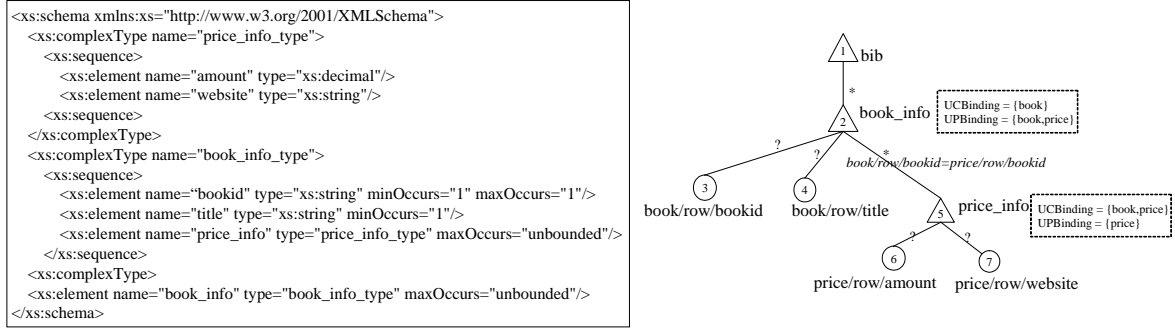 <xs:schema xmlns:xs="http://www.w3.org/2001/XMLSchema">
<xs:complexType name="price_info_type">
<xs:sequence>
<xs:element name="amount" type="xs:decimal"/>
<xs:element name="website" type="xs:string"/>
<xs:sequence>
</xs:complexType>
<xs:complexType name="book_info_type">
<xs:sequence>
<xs:element name=“bookid" type="xs:string" minOccurs="1" maxOccurs="1"/>
<xs:element name="title" type="xs:string" minOccurs="1"/>
<xs:element name="price_info" type="price_info_type" maxOccurs="unbounded"/>
</xs:sequence>
<xs:complexType>
<xs:element name="book_info" type="book_info_type" maxOccurs="unbounded"/>
</xs:schema>
1 bib
*
2 book_info
UCBinding = {book}
UPBinding = {book,price}
? ? *
book/row/bookid=price/row/bookid
3 4
book/row/bookid book/row/title
5 price_info
UCBinding = {book,price}
UPBinding = {price}
? ?
6 7
price/row/amount price/row/website